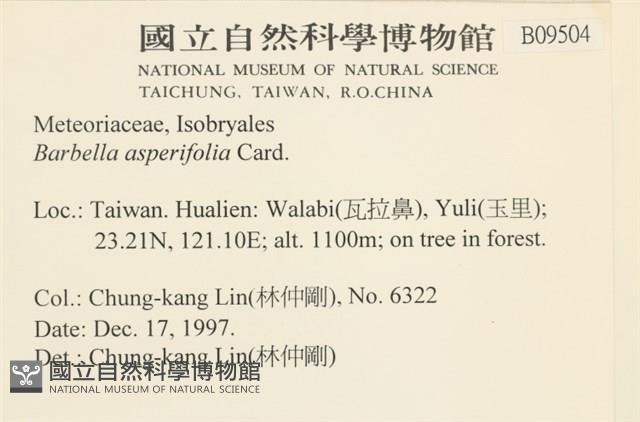 國立自然科學博物館
B09504
NATIONAL MUSEUM OF NATURAL SCIENCE
TAICHUNG, TAIWAN, R.O.CHINA
Meteoriaceae, Isobryales
Barbella asperifolia Card.
Loc.: Taiwan. Hualien: Walabi(瓦拉鼻), Yuli(玉里);
23.21N, 121.10E; alt. 1100m; on tree in forest.
Col.: Chung-kang Lin(林仲剛), No. 6322
Date: Dec. 17, 1997.
Det.: Chung-kang Lin(林仲剛)
國立自然科學博物館
NATIONAL MUSEUM OF NATURAL SCIENCE